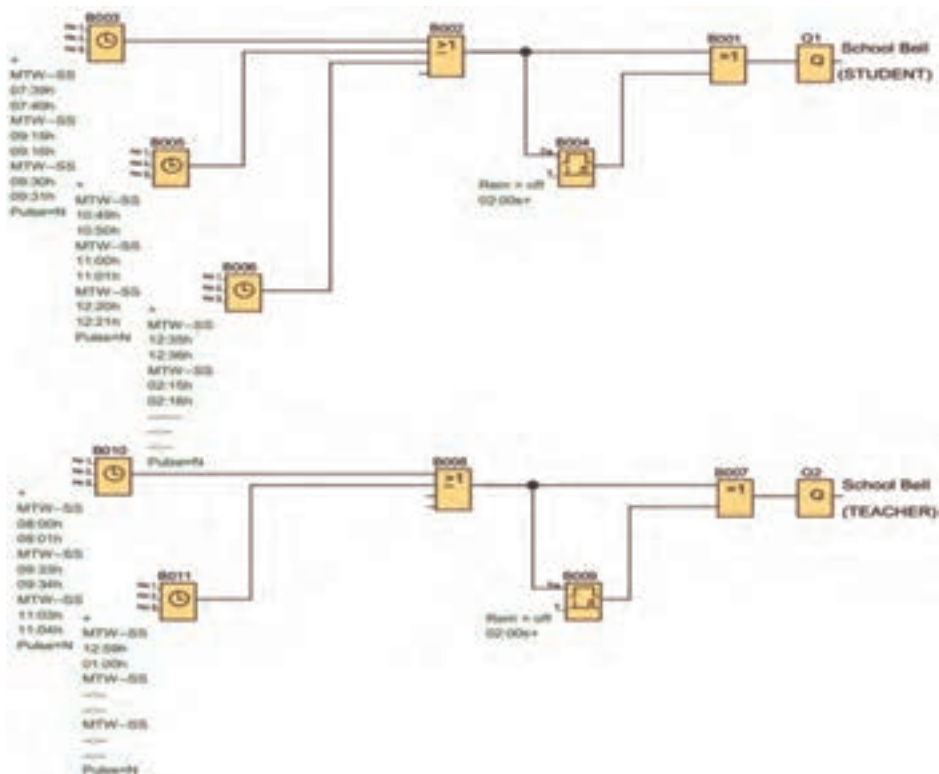 B003
MTW-SS
07:39h
07:40h
MTW-SS
09:15h
09:16h
MTW-SS
09:30h
09:31h
Pulse=N
B005
MTW-SS
10:49h
10:50h
MTW-SS
11:00h
11:01h
MTW-SS
12:20h
12:21h
Pulse=N
B006
MTW-SS
12:35h
12:36h
MTW-SS
02:15h
02:16h
Pulse=N
B002
≥1
B004
Rem = off
02:00s+
B001
=1
Q1
Q
School Bell
(STUDENT)
B010
MTW-SS
08:00h
08:01h
MTW-SS
09:33h
09:34h
MTW-SS
11:03h
11:04h
Pulse=N
B011
MTW-SS
12:59h
01:00h
MTW-SS
MTW-SS
Pulse=N
B008
≥1
B009
Rem = off
02:00s+
B007
=1
Q2
Q
School Bell
(TEACHER)